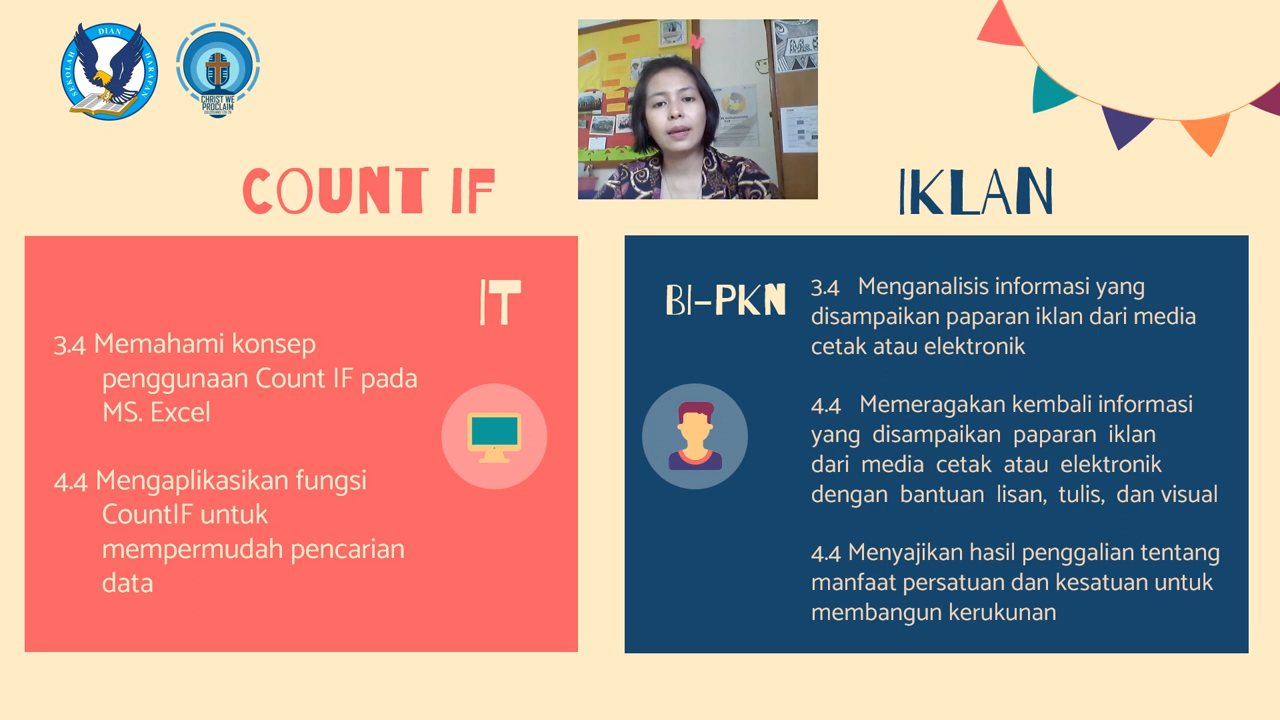 SEKOLAH DIAN HARAPAN
CHRIST WE
PROCLAIM
COUNT IF
IKLAN
IT
3.4 Memahami konsep
penggunaan Count IF pada
MS. Excel
4.4 Mengaplikasikan fungsi
CountIF untuk
mempermudah pencarian
data
BI-PKN
3.4 Menganalisis informasi yang
disampaikan paparan iklan dari media
cetak atau elektronik
4.4 Memeragakan kembali informasi
yang disampaikan paparan iklan
dari media cetak atau elektronik
dengan bantuan lisan, tulis, dan visual
4.4 Menyajikan hasil penggalian tentang
manfaat persatuan dan kesatuan untuk
membangun kerukunan